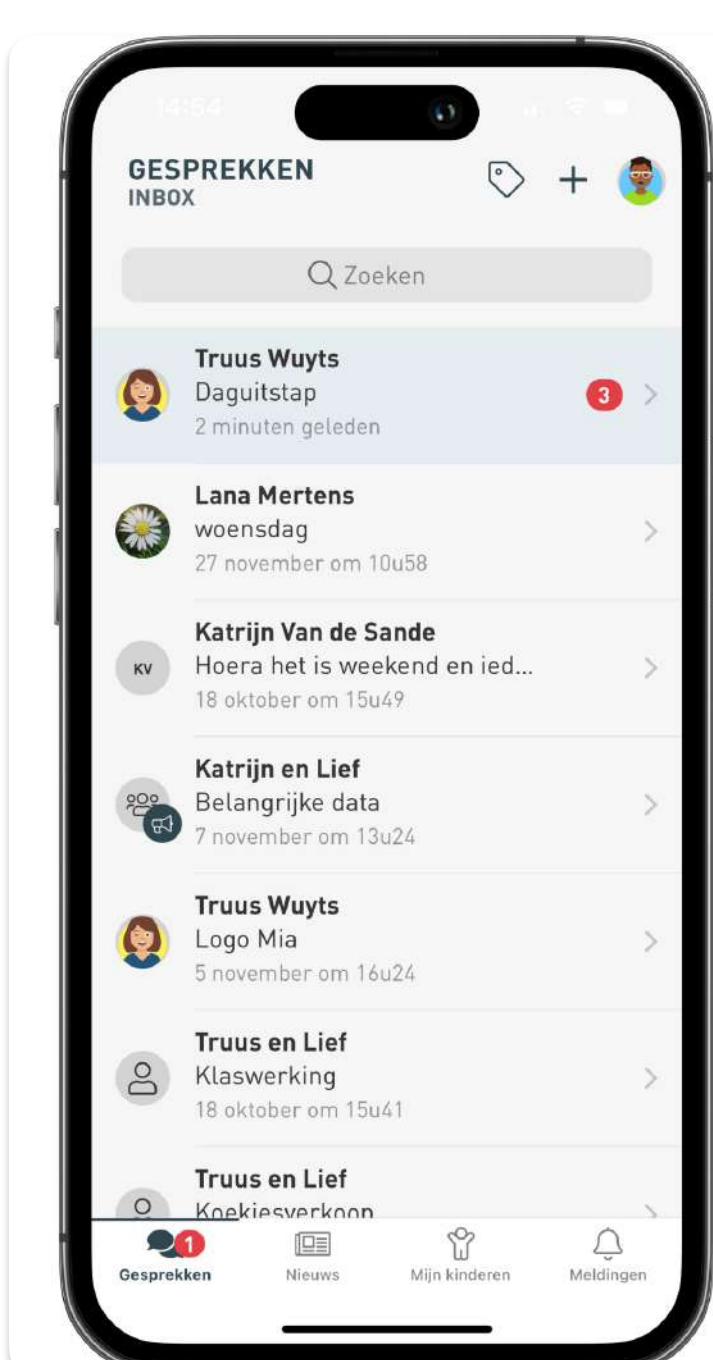 14:54
GESPREKKEN
INBOX
Zoeken
Truus Wuyts
Daguitstap
3
2 minuten geleden
Lana Mertens
woensdag
27 november om 10u58
KV
Katrijn Van de Sande
Hoera het is weekend en ied...
18 oktober om 15u49
Katrijn en Lief
Belangrijke data
7 november om 13u24
Truus Wuyts
Logo Mia
5 november om 16u24
Truus en Lief
Klaswerking
18 oktober om 15u41
Truus en Lief
Koekjesverkoop
1
Gesprekken Nieuws Mijn kinderen Meldingen